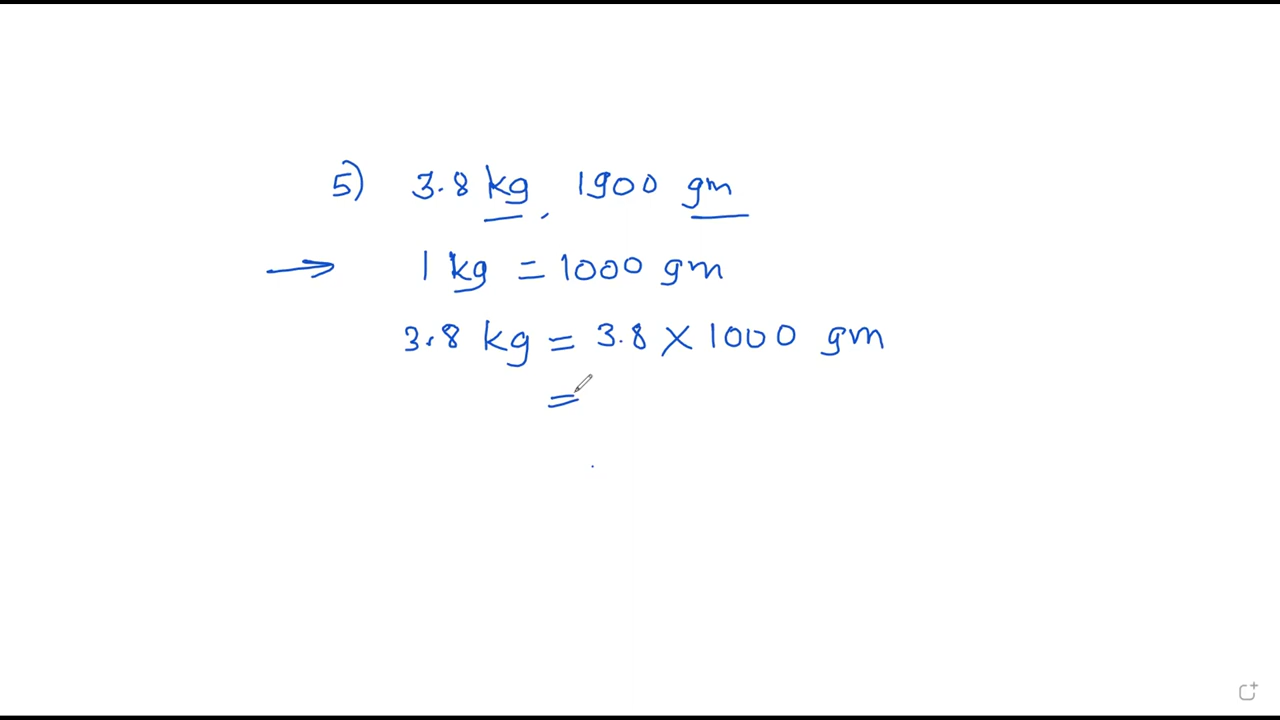 5) 3.8 kg, 1900 gm
→ 1 kg = 1000 gm
3.8 kg = 3.8 × 1000 gm
=